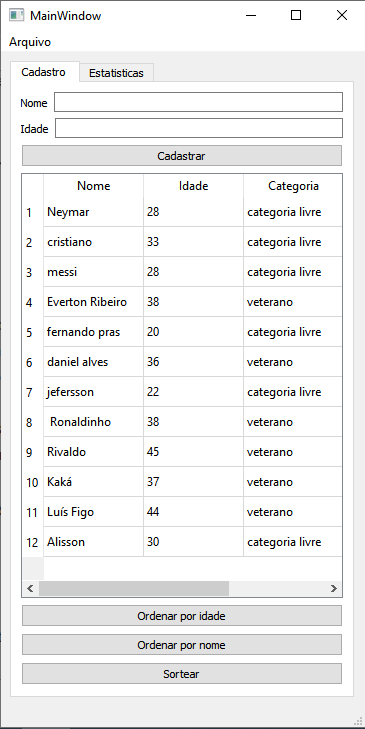 MainWindow
Arquivo
Cadastro Estatisticas
Nome
Idade
Cadastrar
Nome Idade Categoria
1 Neymar 28 categoria livre
2 cristiano 33 categoria livre
3 messi 28 categoria livre
4 Everton Ribeiro 38 veterano
5 fernando pras 20 categoria livre
6 daniel alves 36 veterano
7 jefersson 22 categoria livre
8 Ronaldinho 38 veterano
9 Rivaldo 45 veterano
10 Kaká 37 veterano
11 Luís Figo 44 veterano
12 Alisson 30 categoria livre
Ordenar por idade
Ordenar por nome
Sortear